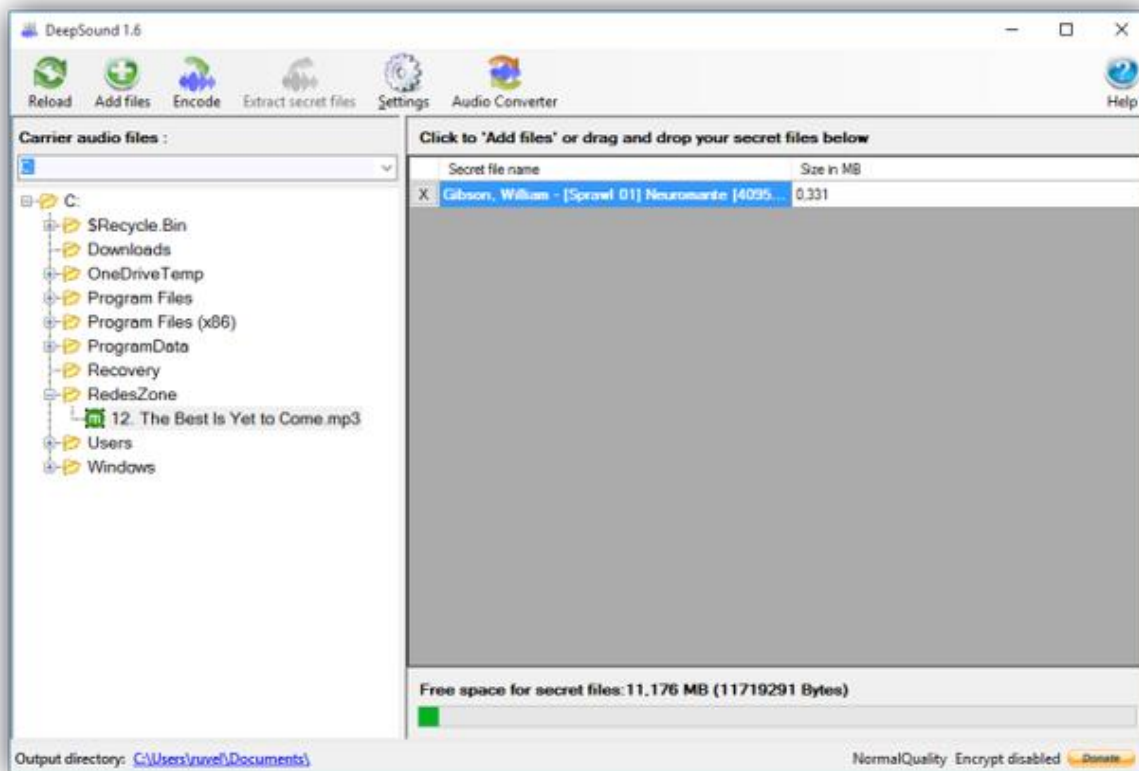 DeepSound 1.6
Reload Add files Encode Extract secret files Settings Audio Converter Help
Carrier audio files :
Click to 'Add files' or drag and drop your secret files below
Secret file name Size in MB
X Gibson, William - [Sprawl 01] Neuromante [4095... 0,331
C:
$Recycle.Bin
Downloads
OneDriveTemp
Program Files
Program Files (x86)
ProgramData
Recovery
RedesZone
12. The Best Is Yet to Come.mp3
Users
Windows
Free space for secret files:11,176 MB (11719291 Bytes)
Output directory: C:\Users\ruvel\Documents\ NormalQuality Encrypt disabled Donate